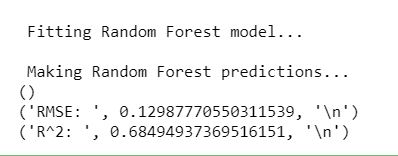 Fitting Random Forest model...
Making Random Forest predictions...
()
('RMSE: ', 0.12987770550311539, '\n')
('R^2: ', 0.68494937369516151, '\n')